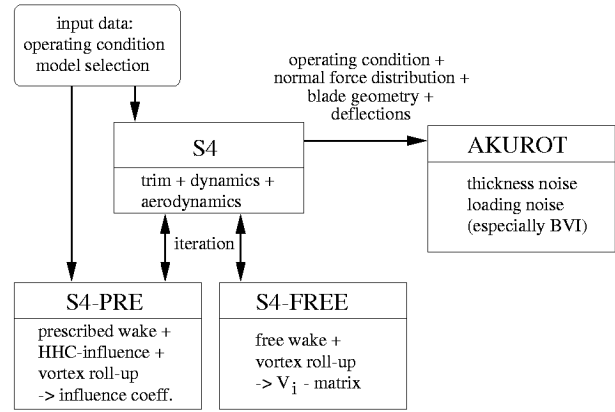 input data:
operating condition
model selection
operating condition +
normal force distribution +
blade geometry +
deflections
S4
trim + dynamics +
aerodynamics
AKUROT
thickness noise
loading noise
(especially BVI)
iteration
S4-PRE
prescribed wake +
HHC-influence +
vortex roll-up
-> influence coeff.
S4-FREE
free wake +
vortex roll-up
-> Vi - matrix